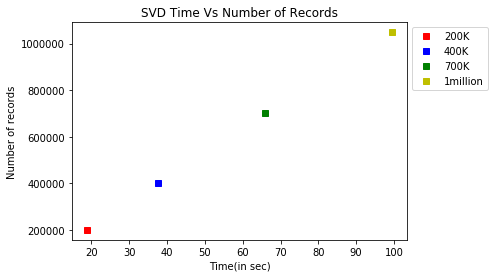 SVD Time Vs Number of Records
1000000
800000
600000
400000
200000
Number of records
20 30 40 50 60 70 80 90 100
Time(in sec)
200K
400K
700K
1million